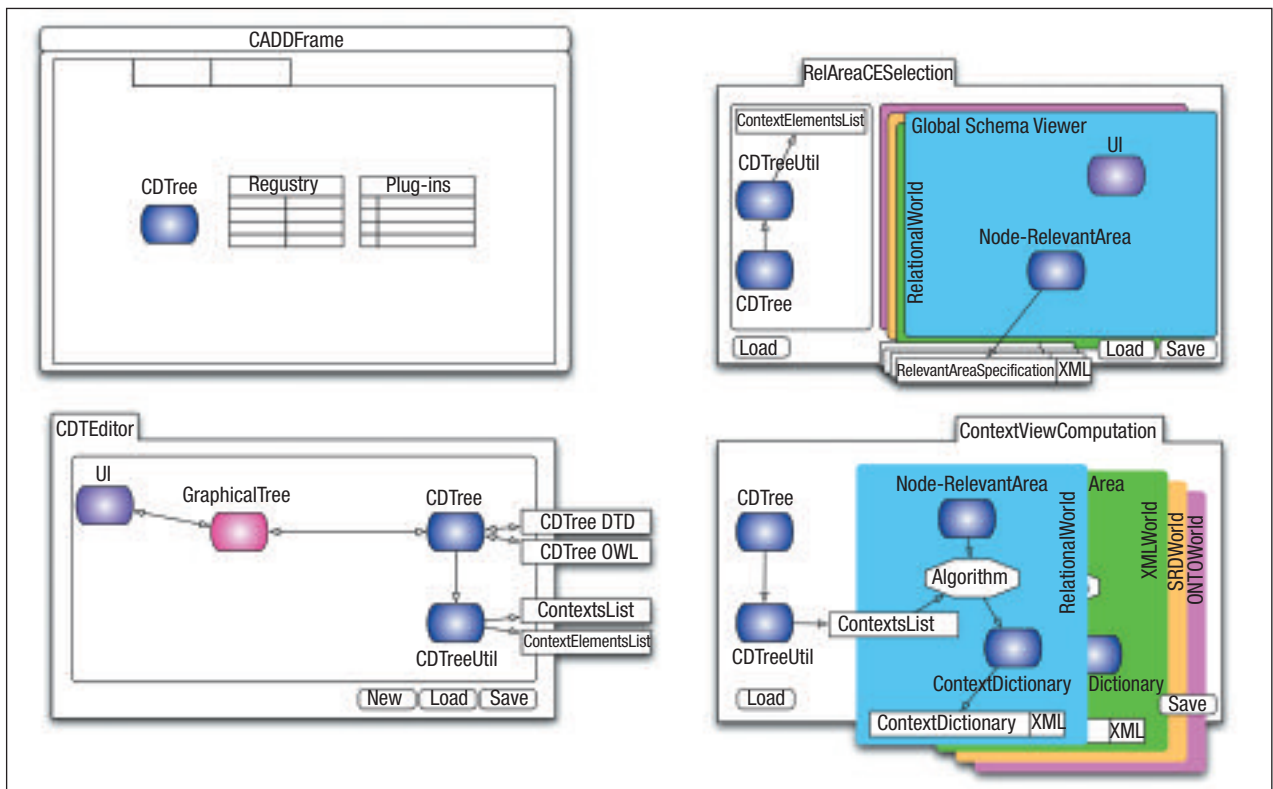 CADDFrame
CDTree
Regustry
Plug-ins
RelAreaCESelection
ContextElementsList
CDTreeUtil
CDTree
Load
Global Schema Viewer
UI
RelationalWorld
Node-RelevantArea
Load
Save
RelevantAreaSpecification
XML
CDTEditor
UI
GraphicalTree
CDTree
CDTree DTD
CDTree OWL
CDTreeUtil
ContextsList
ContextElementsList
New
Load
Save
ContextViewComputation
CDTree
CDTreeUtil
Load
ContextsList
Node-RelevantArea
Algorithm
RelationalWorld
ContextDictionary
ContextDictionary
XML
Area
XMLWorld
SRDWorld
ONTOWorld
Dictionary
XML
Save